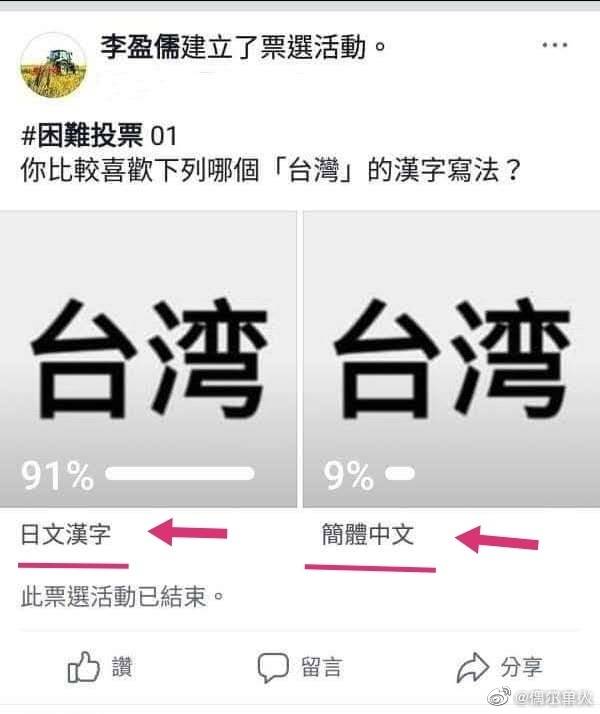 李盈儒建立了票選活動。
#困難投票 01
你比較喜歡下列哪個「台灣」的漢字寫法？
台湾 台湾
91% 9%
日文漢字 簡體中文
此票選活動已結束。
讚 留言 分享